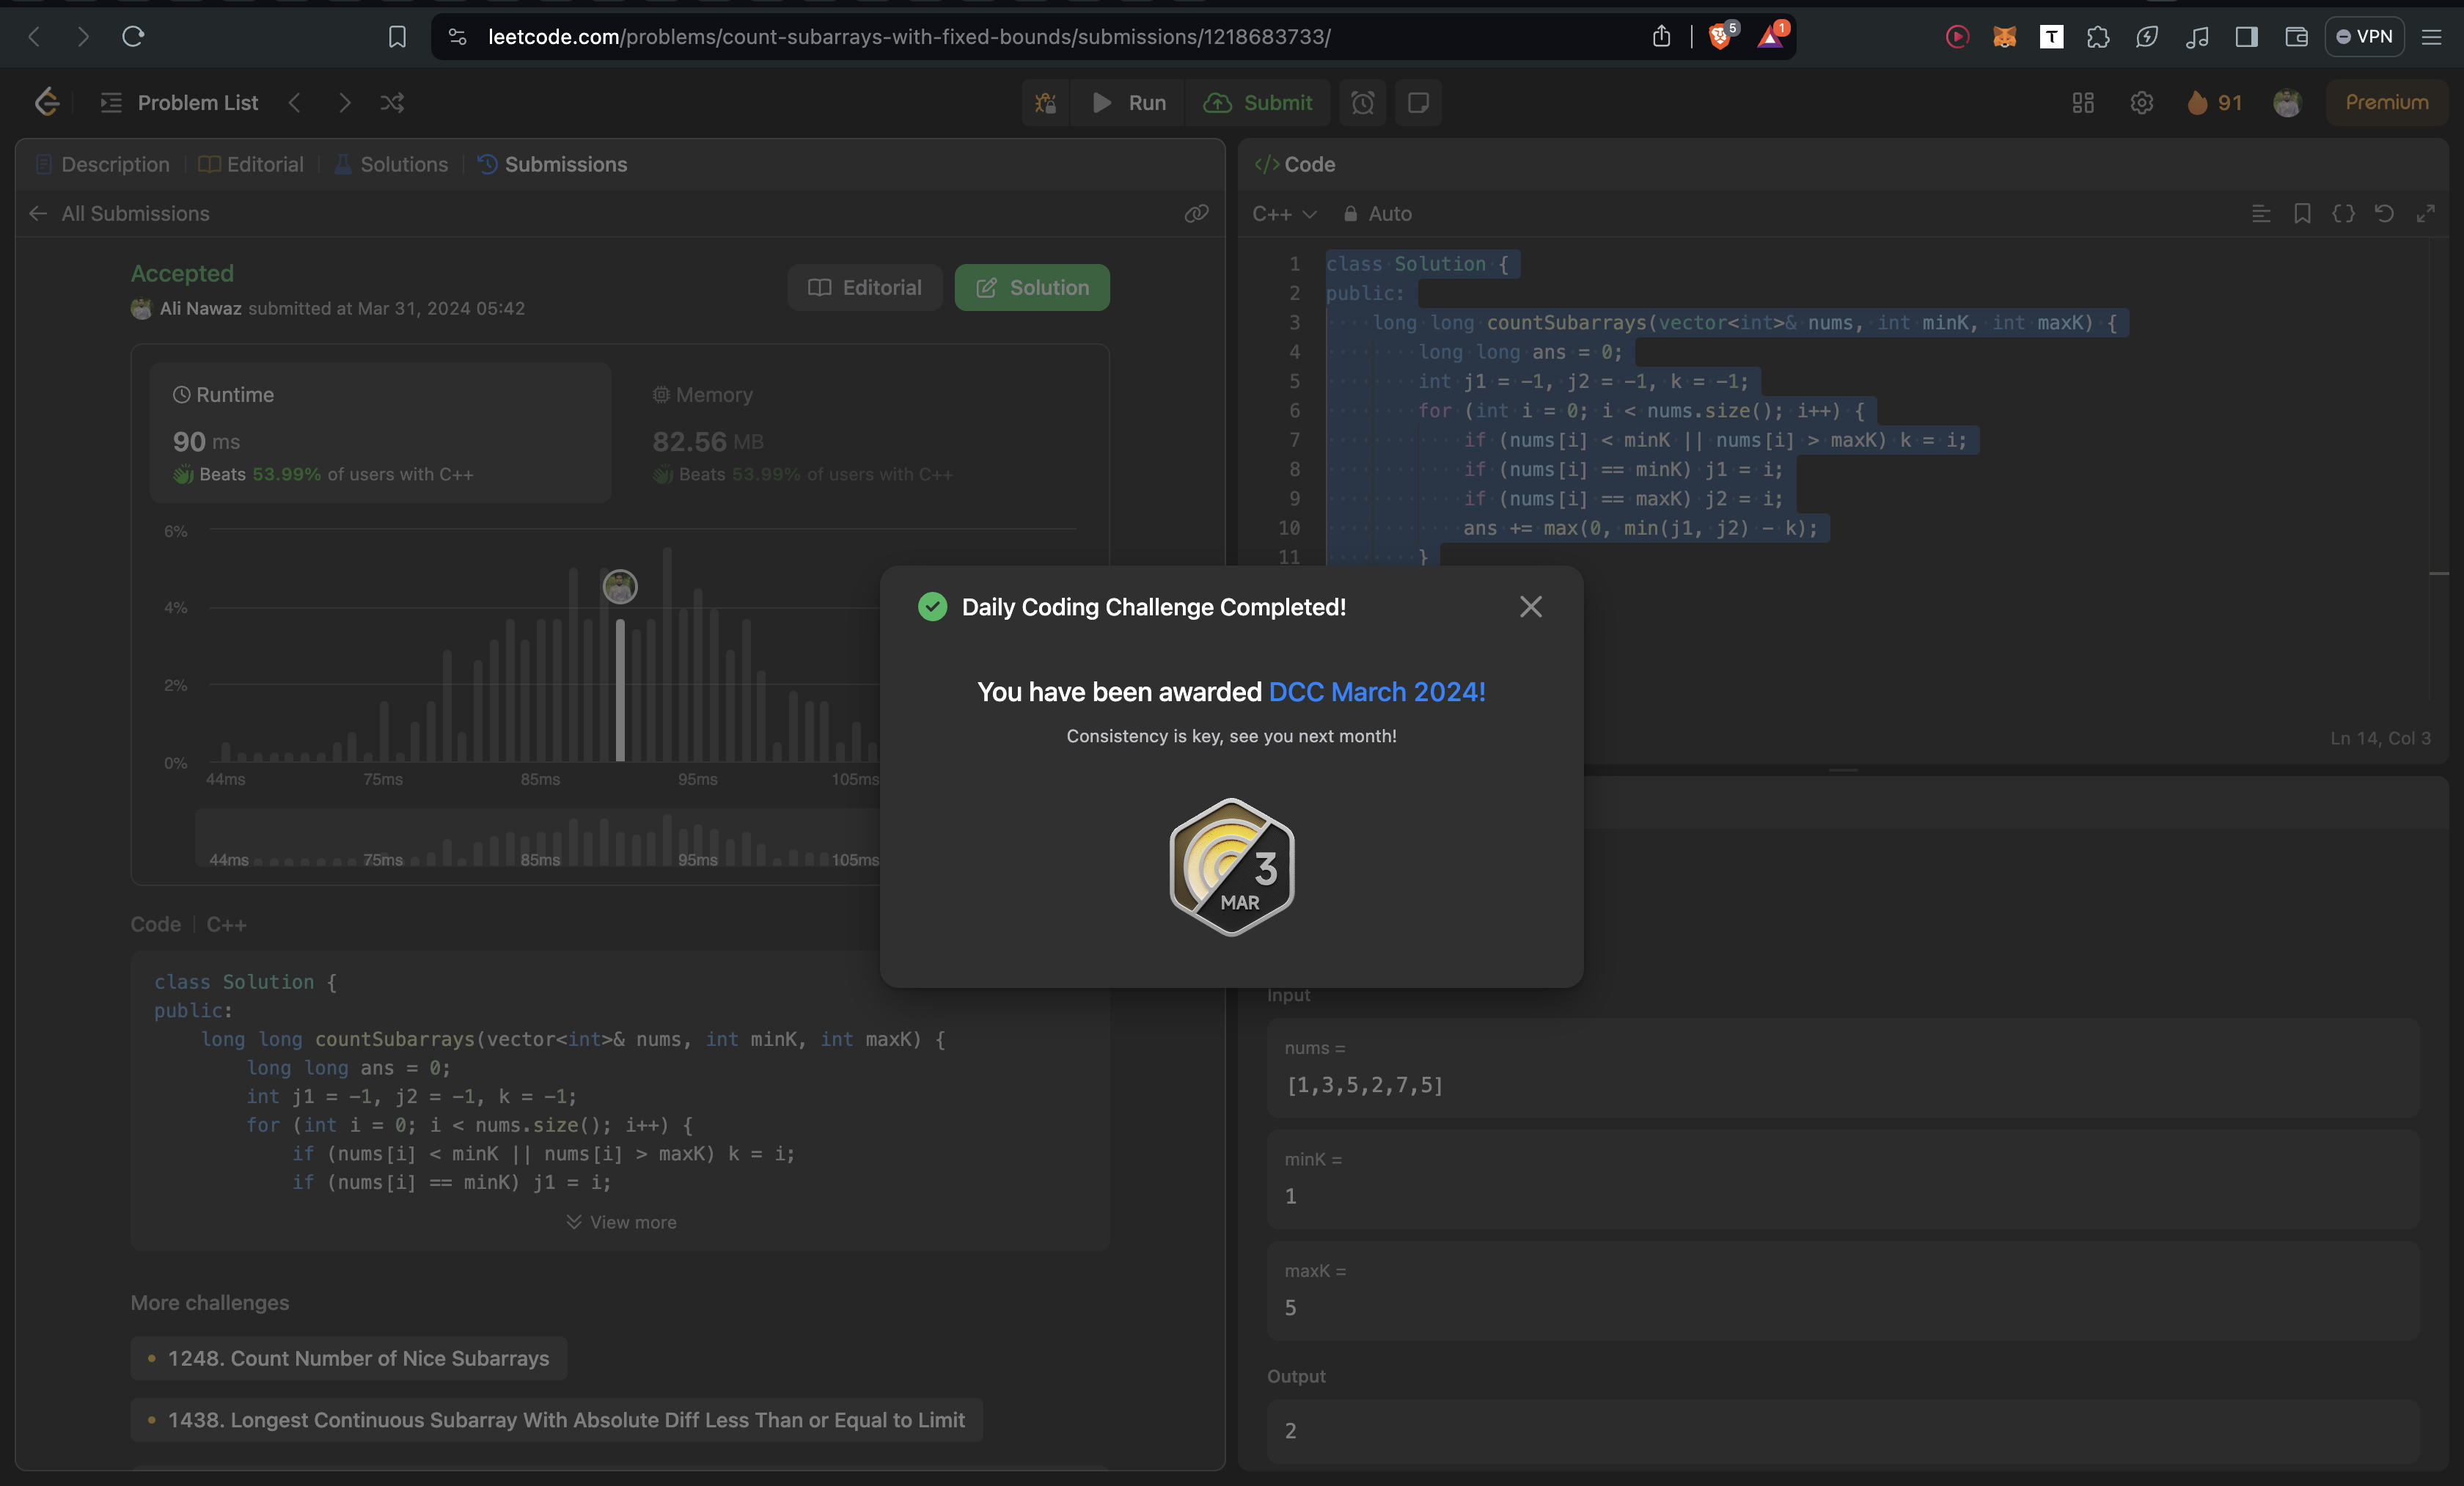 leetcode.com/problems/count-subarrays-with-fixed-bounds/submissions/1218683733/
5
1
T
VPN
Problem List
Run
Submit
91
Premium
Description
Editorial
Solutions
Submissions
All Submissions
Accepted
Ali Nawaz submitted at Mar 31, 2024 05:42
Editorial
Solution
Runtime
90 ms
Beats 53.99% of users with C++
Memory
82.56 MB
Beats 53.99% of users with C++
6%
4%
2%
0%
44ms 75ms 85ms 95ms 105ms
44ms 75ms 85ms 95ms 105ms
Code | C++
class Solution {
public:
    long long countSubarrays(vector<int>& nums, int minK, int maxK) {
        long long ans = 0;
        int j1 = -1, j2 = -1, k = -1;
        for (int i = 0; i < nums.size(); i++) {
            if (nums[i] < minK || nums[i] > maxK) k = i;
            if (nums[i] == minK) j1 = i;
View more
More challenges
1248. Count Number of Nice Subarrays
1438. Longest Continuous Subarray With Absolute Diff Less Than or Equal to Limit
</> Code
C++
Auto
1 class Solution {
2 public:
3     long long countSubarrays(vector<int>& nums, int minK, int maxK) {
4         long long ans = 0;
5         int j1 = -1, j2 = -1, k = -1;
6         for (int i = 0; i < nums.size(); i++) {
7             if (nums[i] < minK || nums[i] > maxK) k = i;
8             if (nums[i] == minK) j1 = i;
9             if (nums[i] == maxK) j2 = i;
10             ans += max(0, min(j1, j2) - k);
11         }
Ln 14, Col 3
Daily Coding Challenge Completed!
You have been awarded DCC March 2024!
Consistency is key, see you next month!
3
MAR
Input
nums =
[1,3,5,2,7,5]
minK =
1
maxK =
5
Output
2